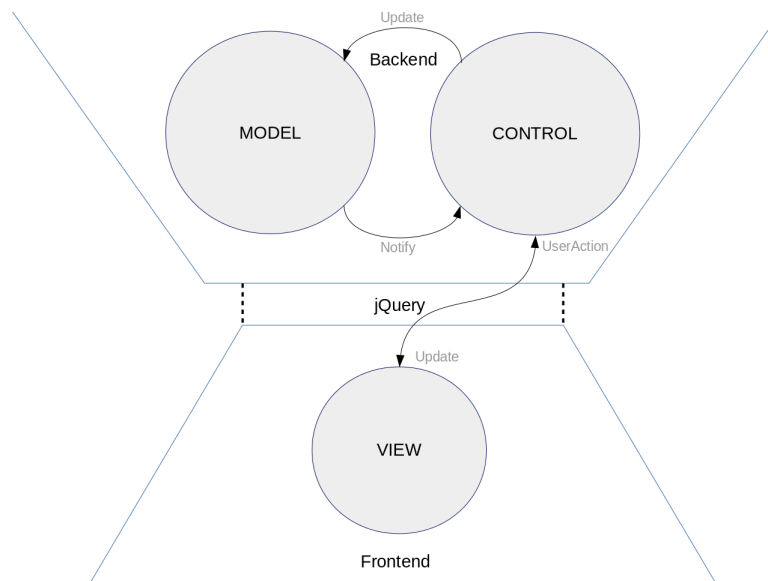 Update
Backend
MODEL
CONTROL
Notify
UserAction
jQuery
Update
VIEW
Frontend